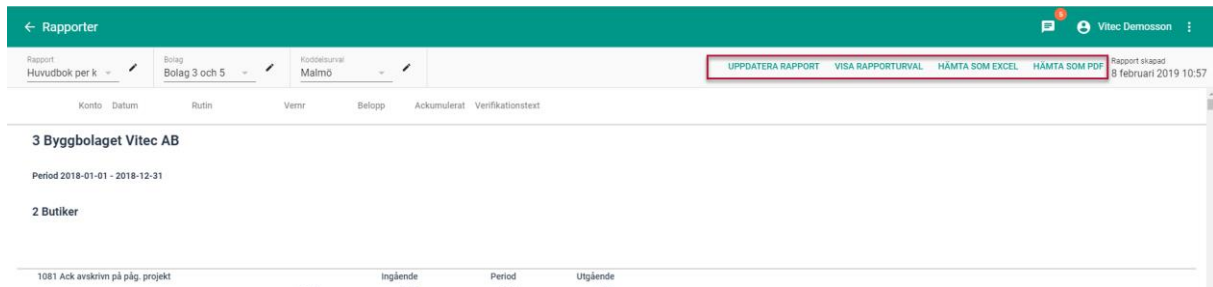 ← Rapporter
5
Vitec Demosson
Rapport
Huvudbok per k
Bolag
Bolag 3 och 5
Koddelsurval
Malmö
UPPDATERA RAPPORT VISA RAPPORTURVAL HÄMTA SOM EXCEL HÄMTA SOM PDF
Rapport skapad
8 februari 2019 10:57
Konto Datum Rutin Vernr Belopp Ackumulerat Verifikationstext
3 Byggbolaget Vitec AB
Period 2018-01-01 - 2018-12-31
2 Butiker
1081 Ack avskrivn på påg. projekt Ingående Period Utgående